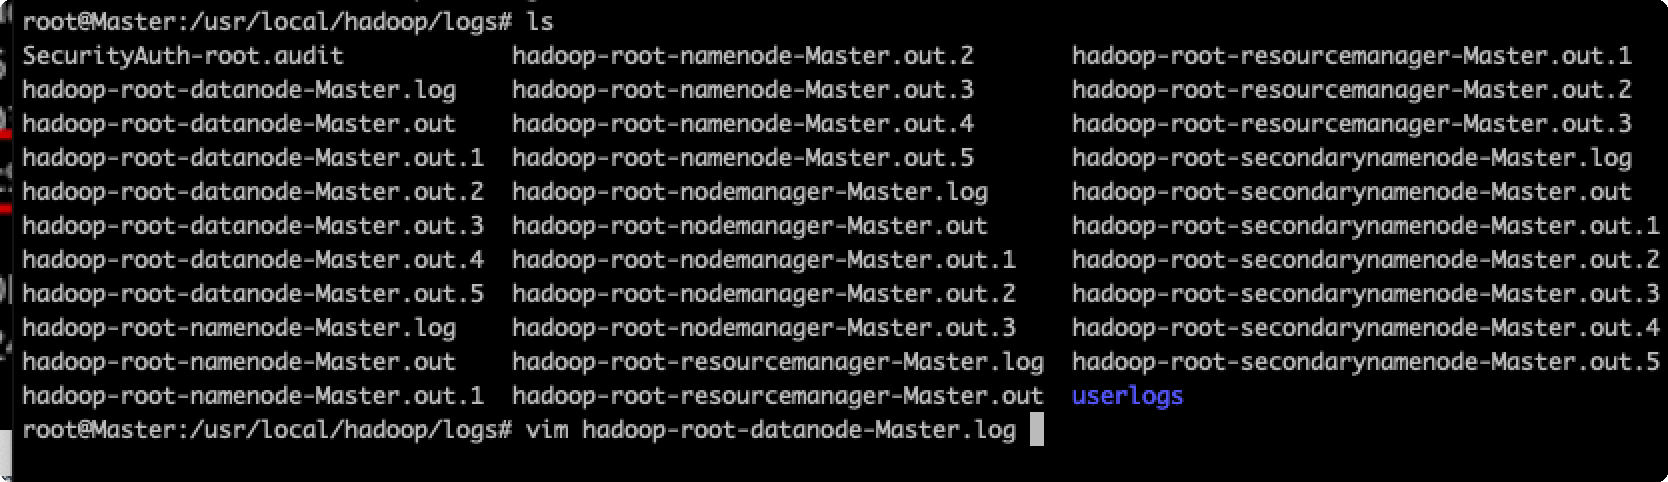 root@Master:/usr/local/hadoop/logs# ls
SecurityAuth-root.audit hadoop-root-namenode-Master.out.2 hadoop-root-resourcemanager-Master.out.1
hadoop-root-datanode-Master.log hadoop-root-namenode-Master.out.3 hadoop-root-resourcemanager-Master.out.2
hadoop-root-datanode-Master.out hadoop-root-namenode-Master.out.4 hadoop-root-resourcemanager-Master.out.3
hadoop-root-datanode-Master.out.1 hadoop-root-namenode-Master.out.5 hadoop-root-secondarynamenode-Master.log
hadoop-root-datanode-Master.out.2 hadoop-root-nodemanager-Master.log hadoop-root-secondarynamenode-Master.out
hadoop-root-datanode-Master.out.3 hadoop-root-nodemanager-Master.out hadoop-root-secondarynamenode-Master.out.1
hadoop-root-datanode-Master.out.4 hadoop-root-nodemanager-Master.out.1 hadoop-root-secondarynamenode-Master.out.2
hadoop-root-datanode-Master.out.5 hadoop-root-nodemanager-Master.out.2 hadoop-root-secondarynamenode-Master.out.3
hadoop-root-namenode-Master.log hadoop-root-nodemanager-Master.out.3 hadoop-root-secondarynamenode-Master.out.4
hadoop-root-namenode-Master.out hadoop-root-resourcemanager-Master.log hadoop-root-secondarynamenode-Master.out.5
hadoop-root-namenode-Master.out.1 hadoop-root-resourcemanager-Master.out userlogs
root@Master:/usr/local/hadoop/logs# vim hadoop-root-datanode-Master.log